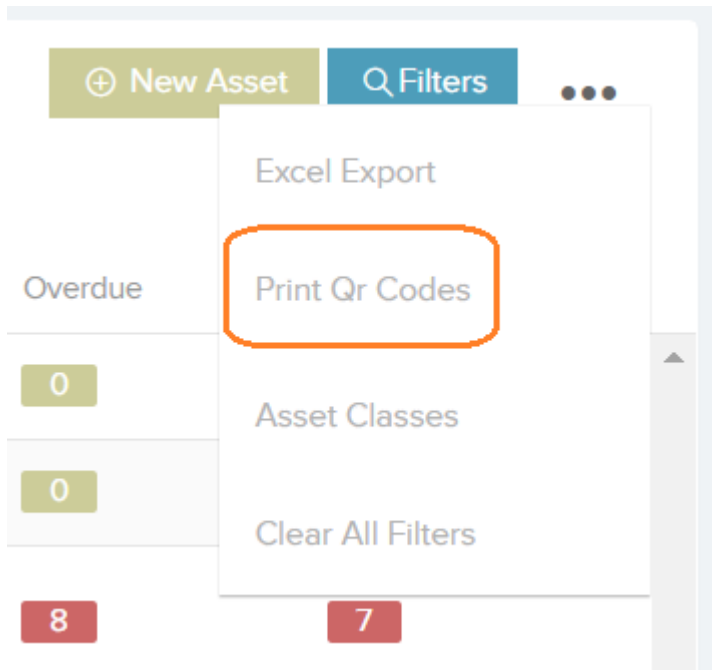 New Asset
Filters
Excel Export
Overdue
Print Qr Codes
0
Asset Classes
0
Clear All Filters
8
7